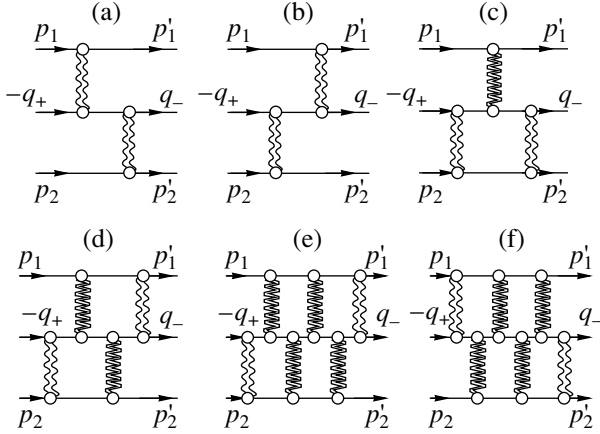 (a) (b) (c)
p₁ p'₁ p₁ p'₁ p₁ p'₁
−q₊ q₋ −q₊ q₋ −q₊ q₋
p₂ p'₂ p₂ p'₂ p₂ p'₂
(d) (e) (f)
p₁ p'₁ p₁ p'₁ p₁ p'₁
−q₊ q₋ −q₊ q₋ −q₊ q₋
p₂ p'₂ p₂ p'₂ p₂ p'₂